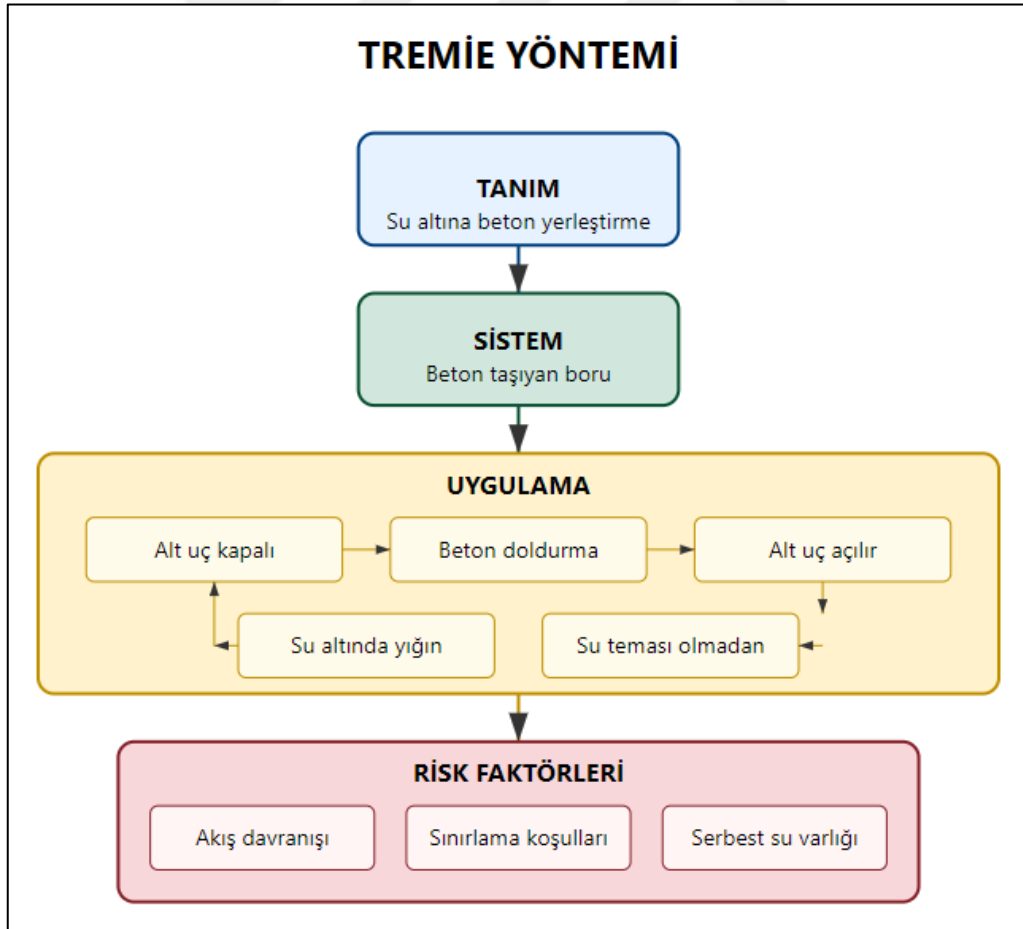 TREMİE YÖNTEMİ
TANIM
Su altına beton yerleştirme
SİSTEM
Beton taşıyan boru
UYGULAMA
Alt uç kapalı
Beton doldurma
Alt uç açılır
Su altında yığın
Su teması olmadan
RİSK FAKTÖRLERİ
Akış davranışı
Sınırlama koşulları
Serbest su varlığı